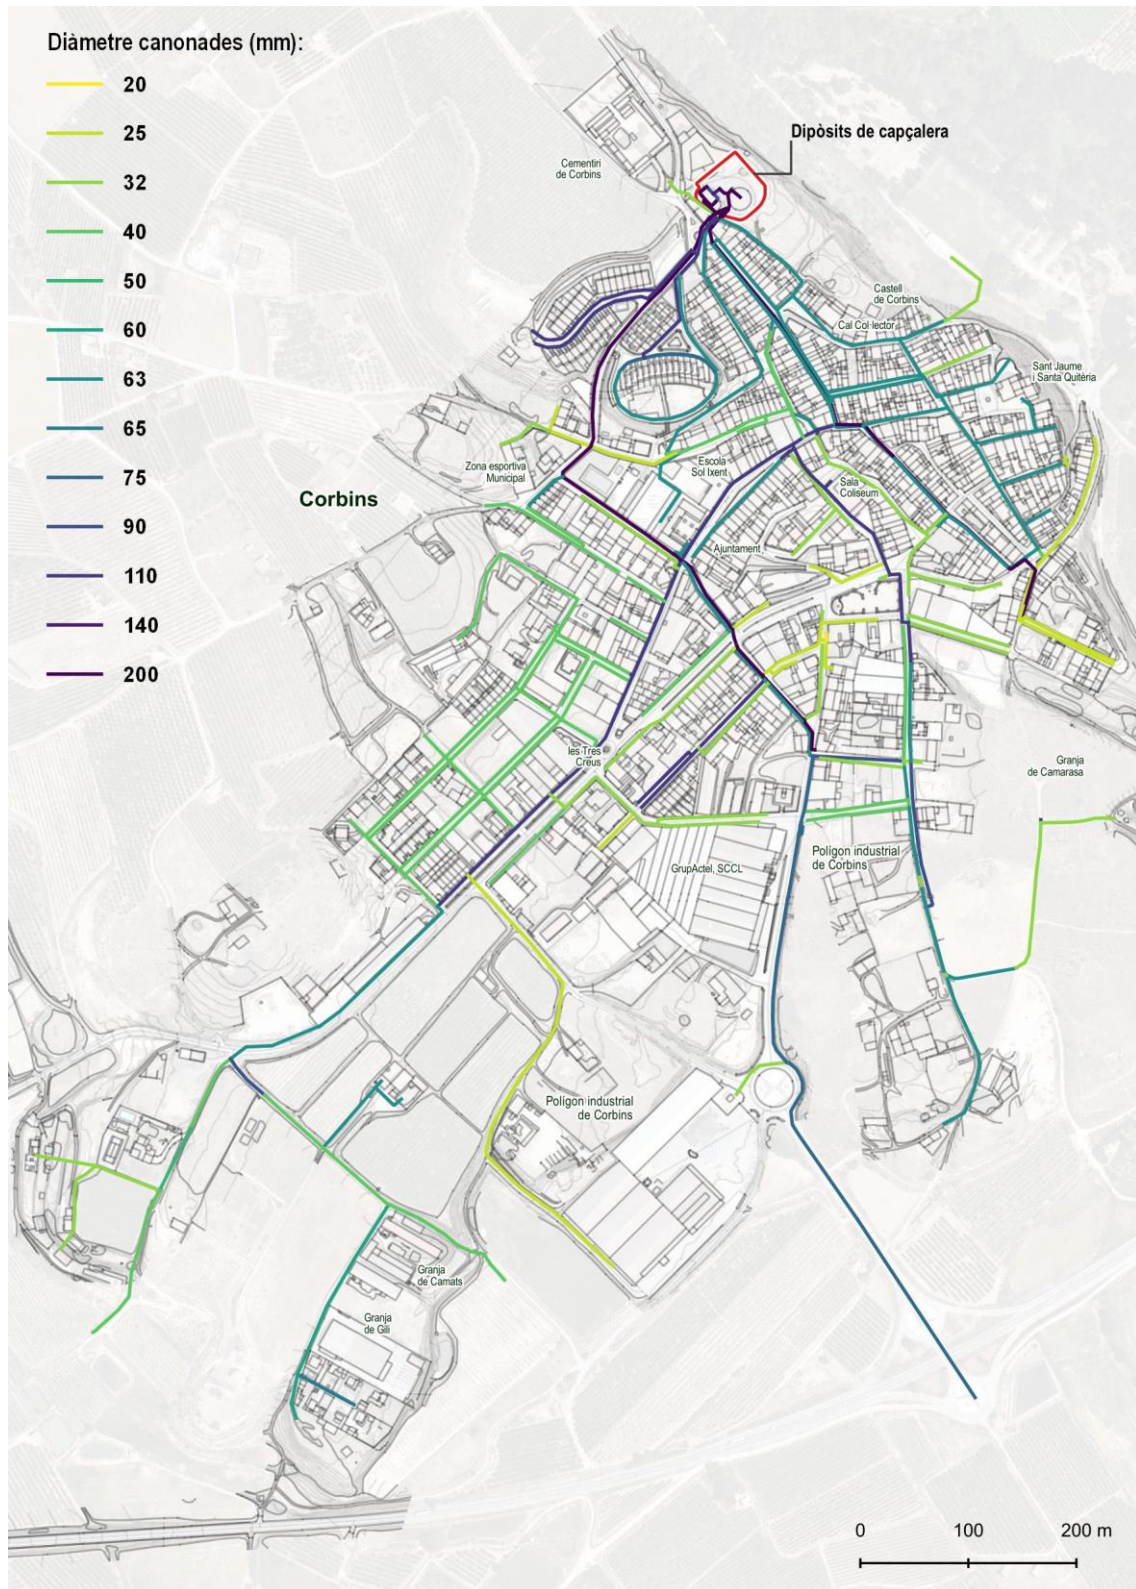 Diàmetre canonades (mm):
20
25
32
40
50
60
63
65
75
90
110
140
200
Dipòsits de capçalera
Cementiri
de Corbins
Castell
de Corbins
Cal Col·lector
Sant Jaume
i Santa Quitèria
Escola
Sol Ixent
Zona esportiva
Municipal
Sala
Coliseum
Corbins
Ajuntament
les Tres
Creus
Granja
de Camarasa
Polígon industrial
de Corbins
GrupActel, SCCL
Polígon industrial
de Corbins
Granja
de Camats
Granja
de Gili
0 100 200 m